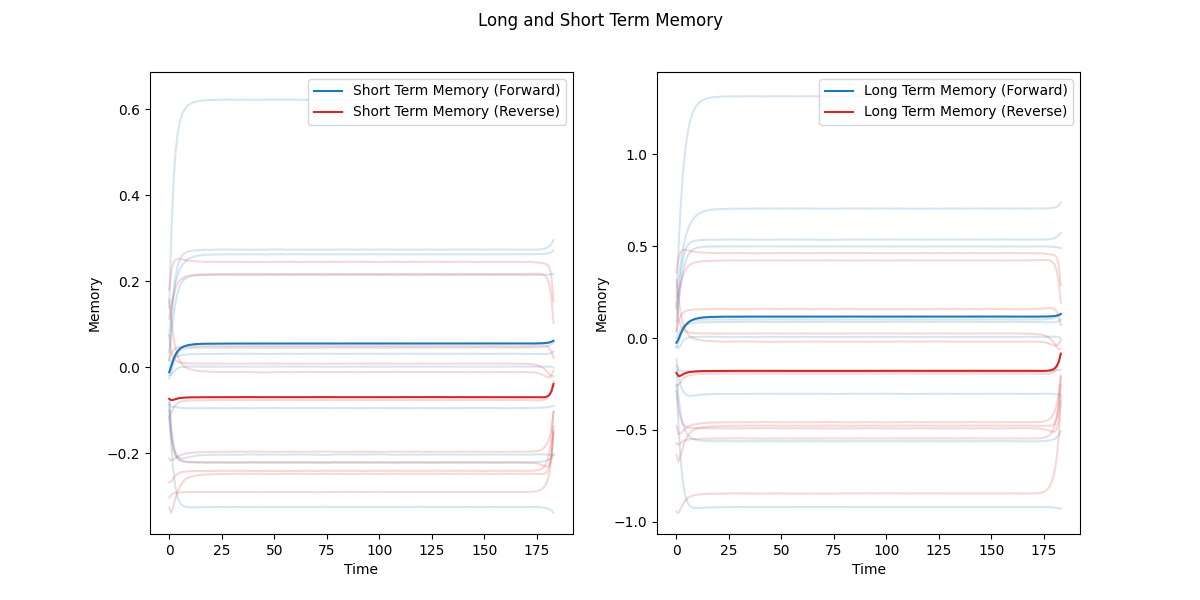 Long and Short Term Memory
Short Term Memory (Forward)
Short Term Memory (Reverse)
0.6
0.4
0.2
0.0
−0.2
Memory
0
25
50
75
100
125
150
175
Time
Long Term Memory (Forward)
Long Term Memory (Reverse)
1.0
0.5
0.0
−0.5
−1.0
Memory
0
25
50
75
100
125
150
175
Time